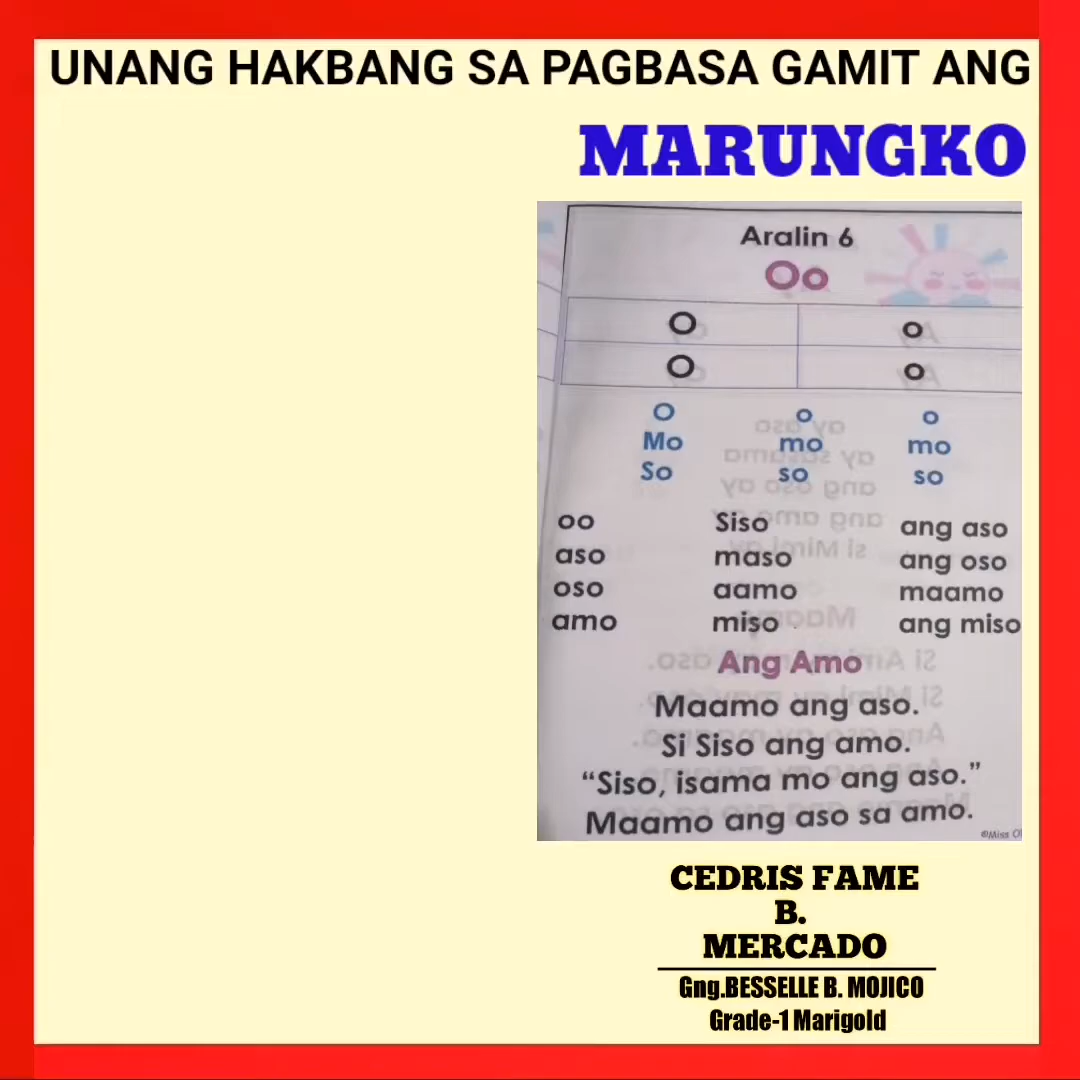 UNANG HAKBANG SA PAGBASA GAMIT ANG
MARUNGKO
Aralin 6
Oo
O o
O o
O o o
Mo mo mo
So so so
oo Siso ang aso
aso maso ang oso
oso aamo maamo
amo miso ang miso
Ang Amo
Maamo ang aso.
Si Siso ang amo.
“Siso, isama mo ang aso.”
Maamo ang aso sa amo.
©Miss
CEDRIS FAME
B.
MERCADO
Gng.BESSELLE B. MOJICO
Grade-1 Marigold